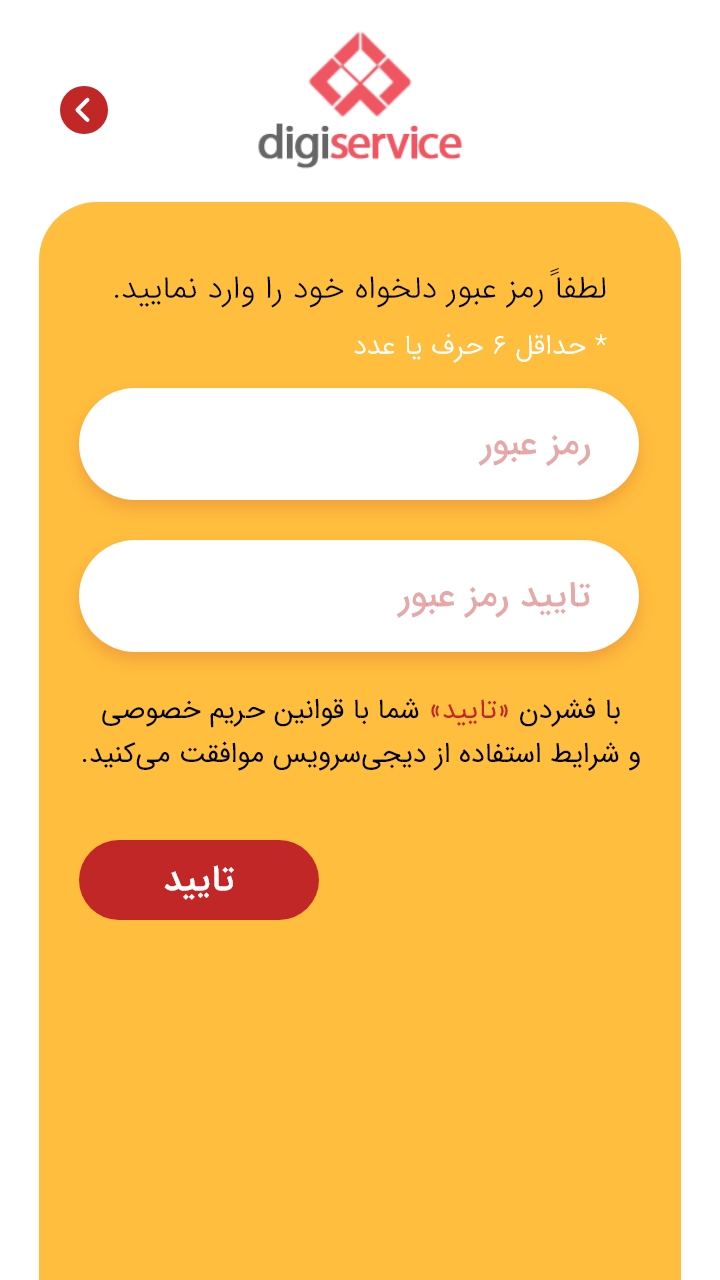 digiservice
لطفاً رمز عبور دلخواه خود را وارد نمایید.
* حداقل ۶ حرف یا عدد
رمز عبور
تایید رمز عبور
با فشردن «تایید» شما با قوانین حریم خصوصی
و شرایط استفاده از دیجی‌سرویس موافقت می‌کنید.
تایید